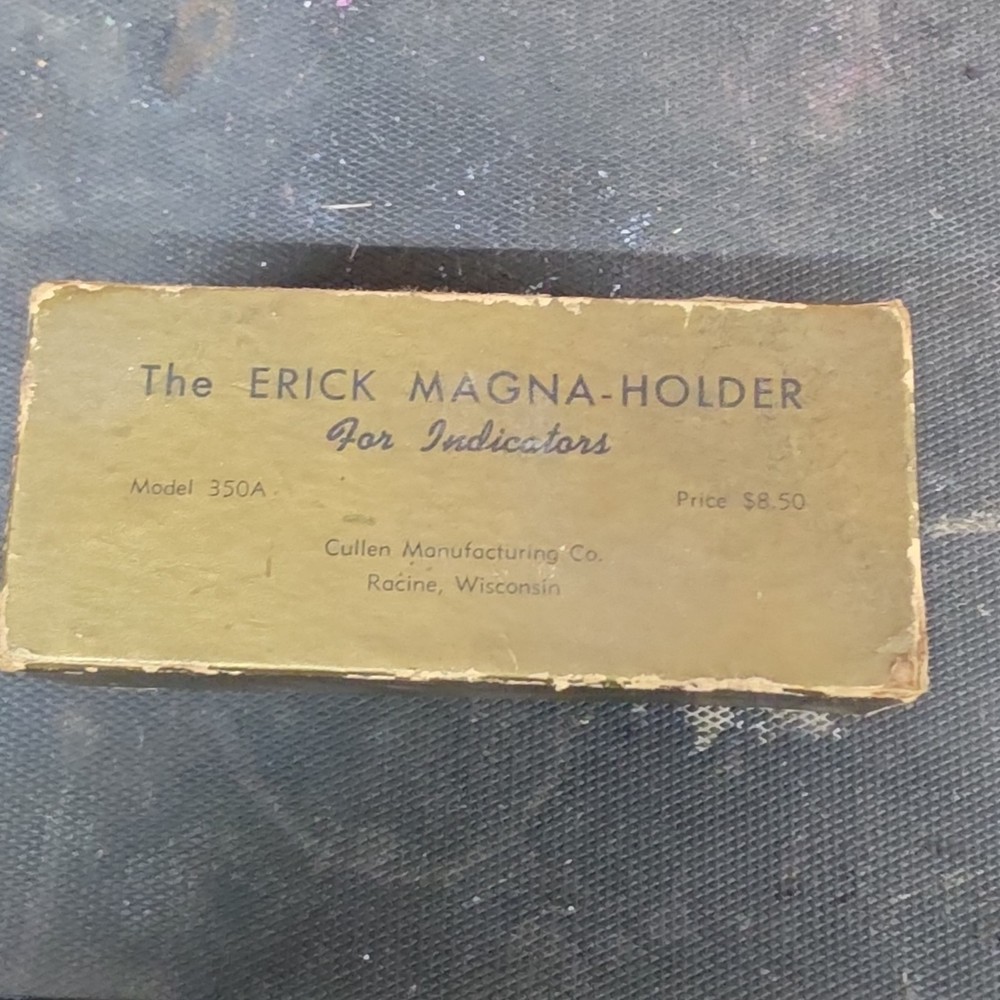 The ERICK MAGNA-HOLDER
For Indicators
Model 350A
Price $8.50
Cullen Manufacturing Co.
Racine, Wisconsin